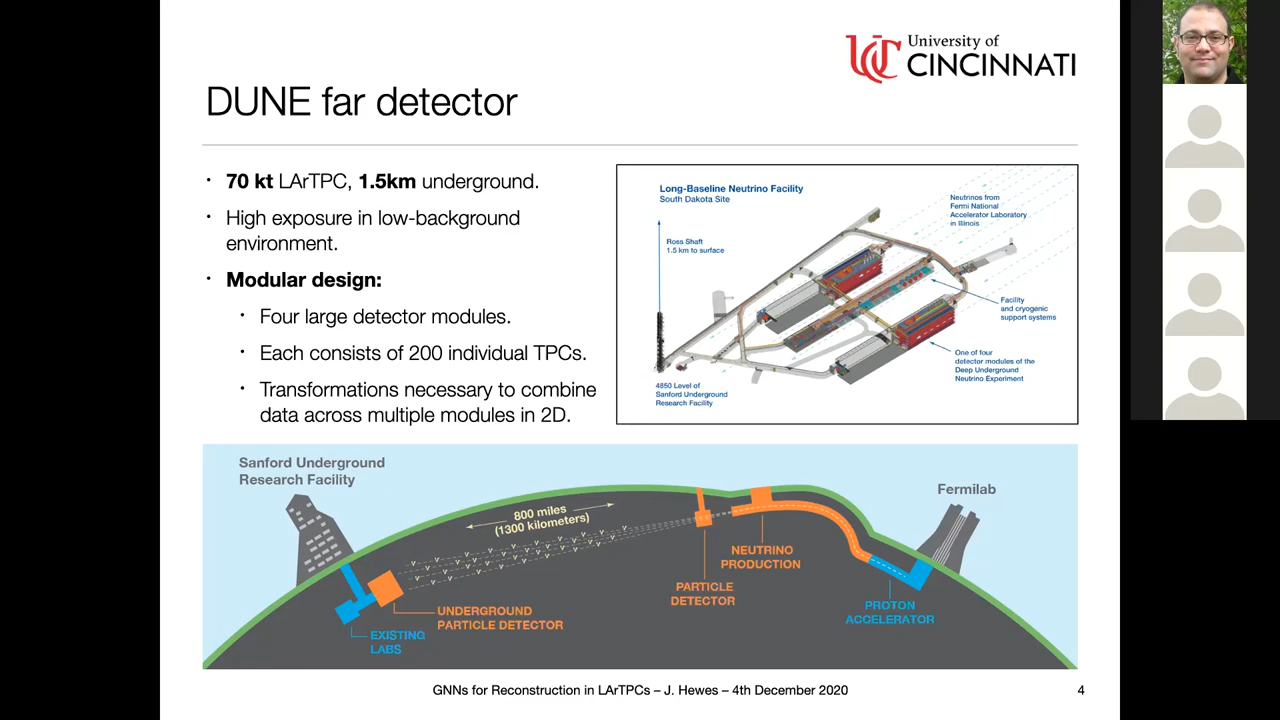 University of
CINCINNATI
DUNE far detector
• 70 kt LArTPC, 1.5km underground.
• High exposure in low-background
environment.
• Modular design:
• Four large detector modules.
• Each consists of 200 individual TPCs.
• Transformations necessary to combine
data across multiple modules in 2D.
Long-Baseline Neutrino Facility
South Dakota Site
Neutrinos from
Fermi National
Accelerator Laboratory
in Illinois
Ross Shaft
1.5 km to surface
Facility
and cryogenic
support systems
One of four
detector modules of the
Deep Underground
Neutrino Experiment
4850 Level of
Sanford Underground
Research Facility
Sanford Underground
Research Facility
Fermilab
800 miles
(1300 kilometers)
NEUTRINO
PRODUCTION
PARTICLE
DETECTOR
PROTON
ACCELERATOR
UNDERGROUND
PARTICLE DETECTOR
EXISTING
LABS
GNNs for Reconstruction in LArTPCs – J. Hewes – 4th December 2020
4